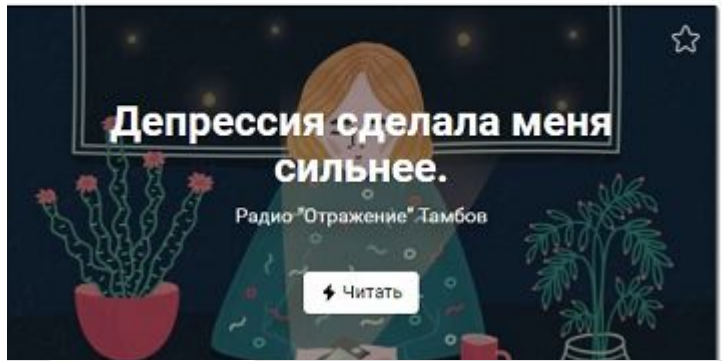 Депрессия сделала меня
сильнее.
Радио "Отражение" Тамбов
Читать